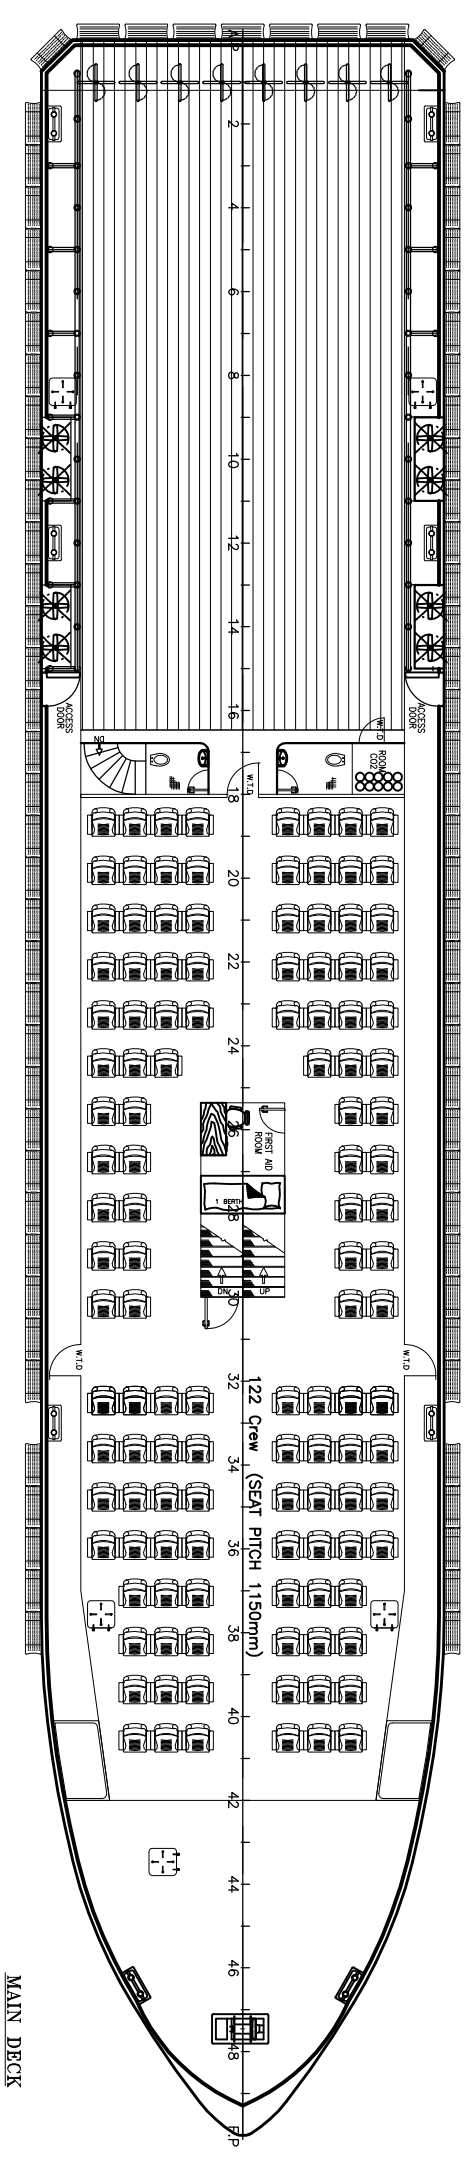 A.P
2
4
6
8
10
12
14
16
ACCESS
DOOR
ACCESS
DOOR
W.T.D
DN
CO2
ROOM
W.T.D
18
20
22
24
26
FIRST AID
ROOM
1 BERTH
28
DN
UP
30
W.T.D
W.T.D
32
122 Crew (SEAT PITCH 1150mm)
34
36
38
40
42
44
46
48
F.P
MAIN DECK